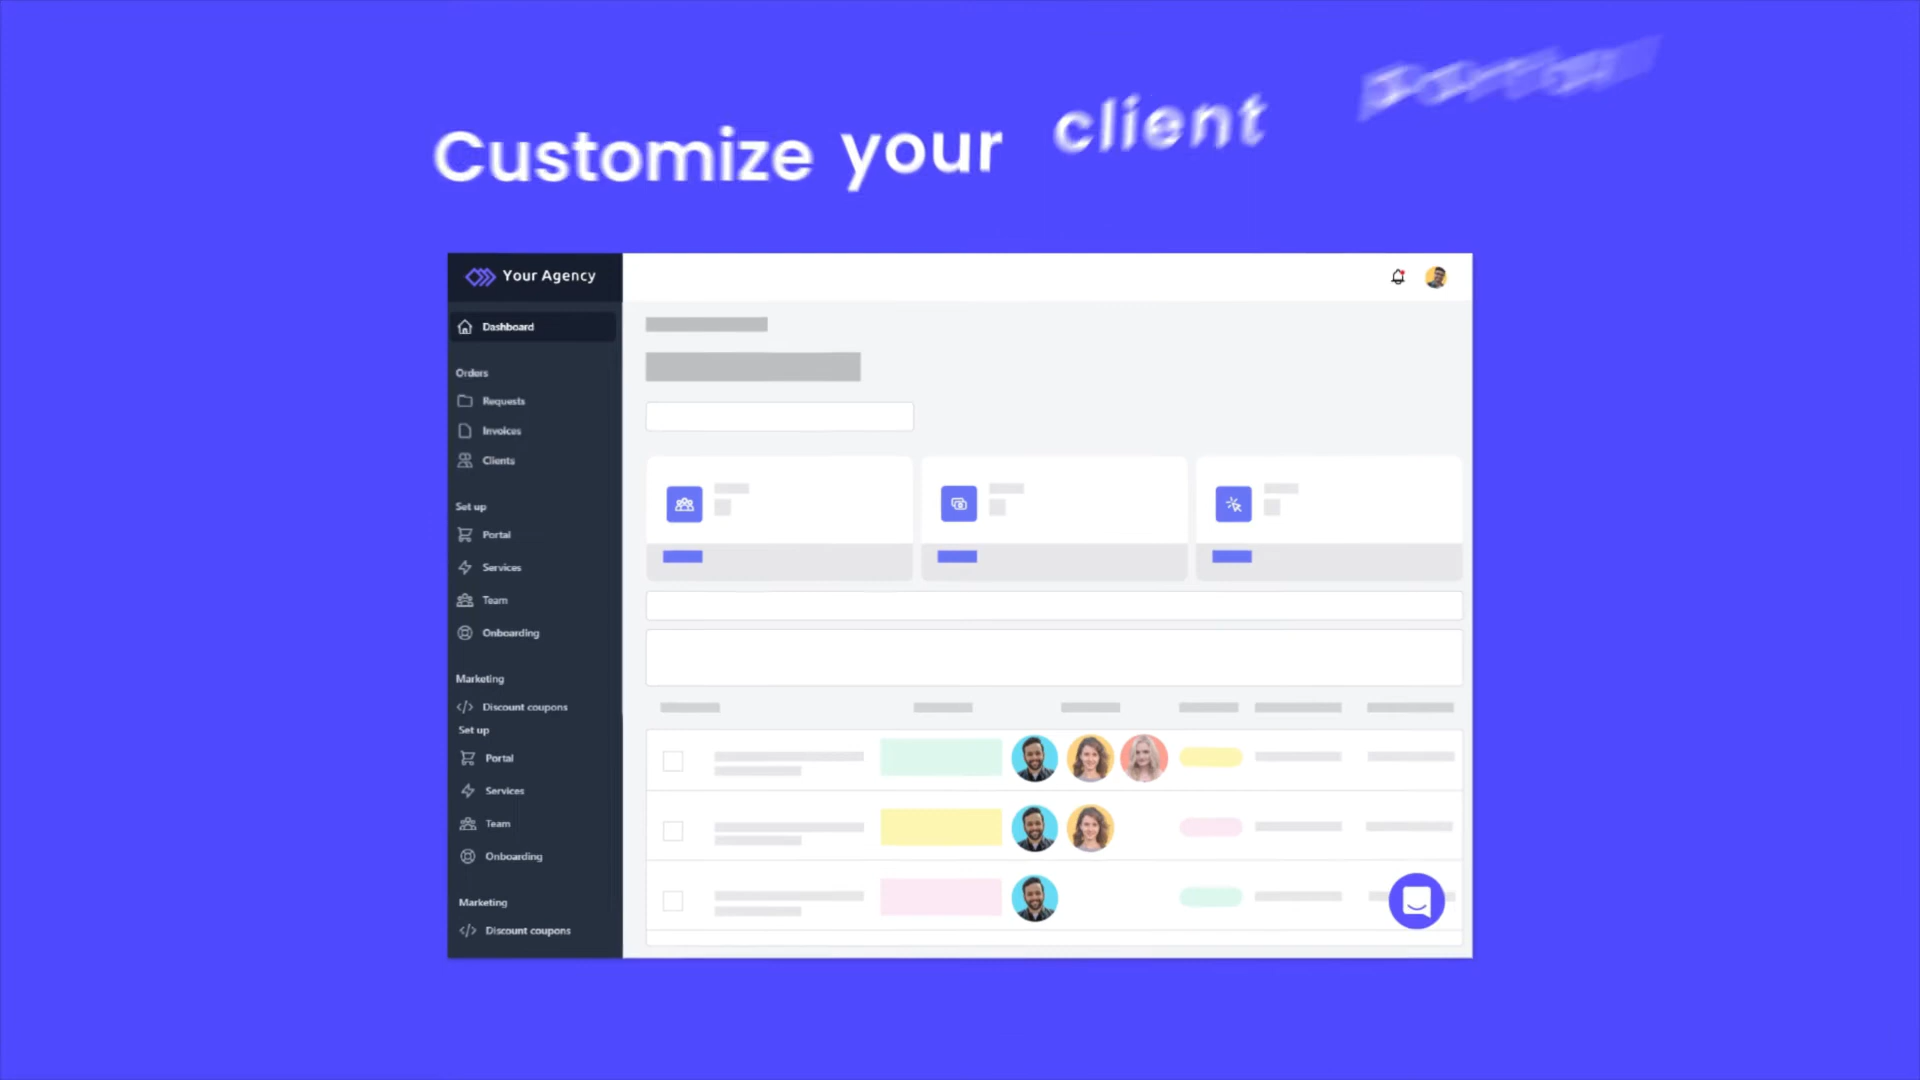 Customize your client
Your Agency
Dashboard
Orders
Requests
Invoices
Clients
Set up
Portal
Services
Team
Onboarding
Marketing
Discount coupons
Set up
Portal
Services
Team
Onboarding
Marketing
Discount coupons